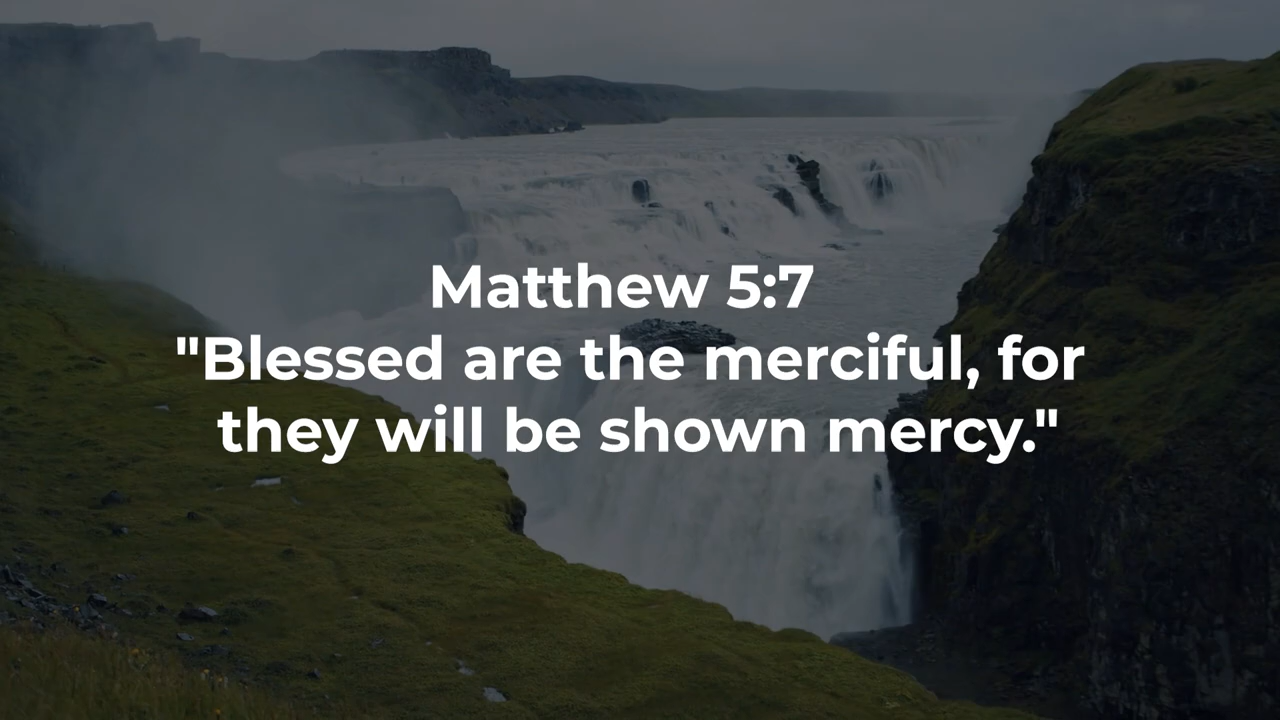 Matthew 5:7
"Blessed are the merciful, for
they will be shown mercy."